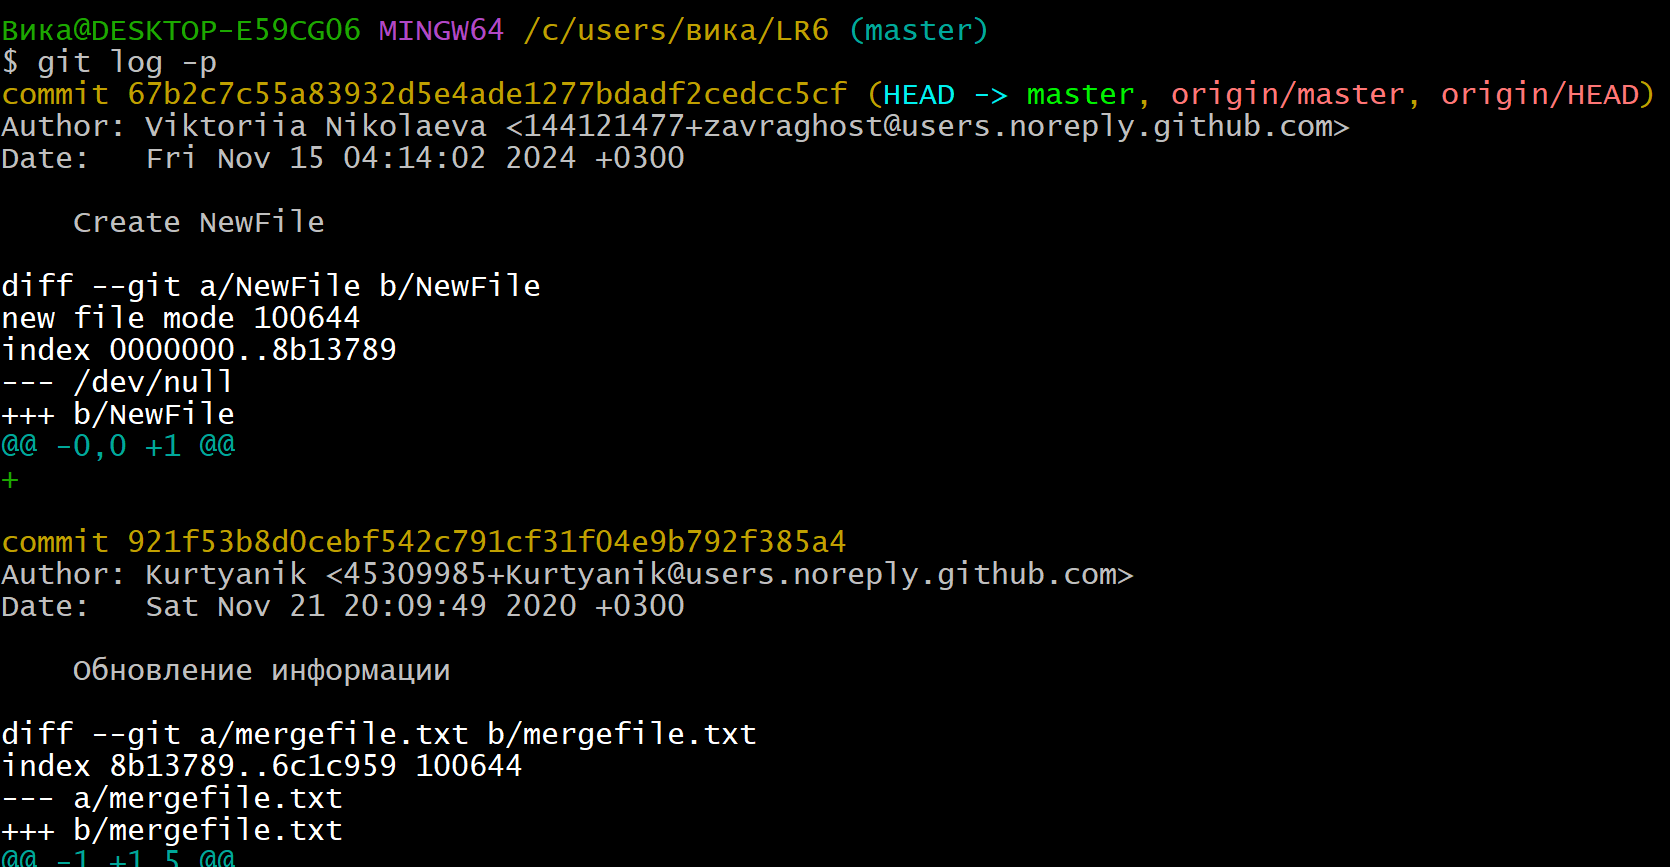 Вика@DESKTOP-E59CG06 MINGW64 /c/users/вика/LR6 (master)
$ git log -p
commit 67b2c7c55a83932d5e4ade1277bdadf2cedcc5cf (HEAD -> master, origin/master, origin/HEAD)
Author: Viktoriia Nikolaeva <144121477+zavraghost@users.noreply.github.com>
Date:   Fri Nov 15 04:14:02 2024 +0300
    Create NewFile
diff --git a/NewFile b/NewFile
new file mode 100644
index 0000000..8b13789
--- /dev/null
+++ b/NewFile
@@ -0,0 +1 @@
+
commit 921f53b8d0cebf542c791cf31f04e9b792f385a4
Author: Kurtyanik <45309985+Kurtyanik@users.noreply.github.com>
Date:   Sat Nov 21 20:09:49 2020 +0300
    Обновление информации
diff --git a/mergefile.txt b/mergefile.txt
index 8b13789..6c1c959 100644
--- a/mergefile.txt
+++ b/mergefile.txt
@@ -1 +1,5 @@